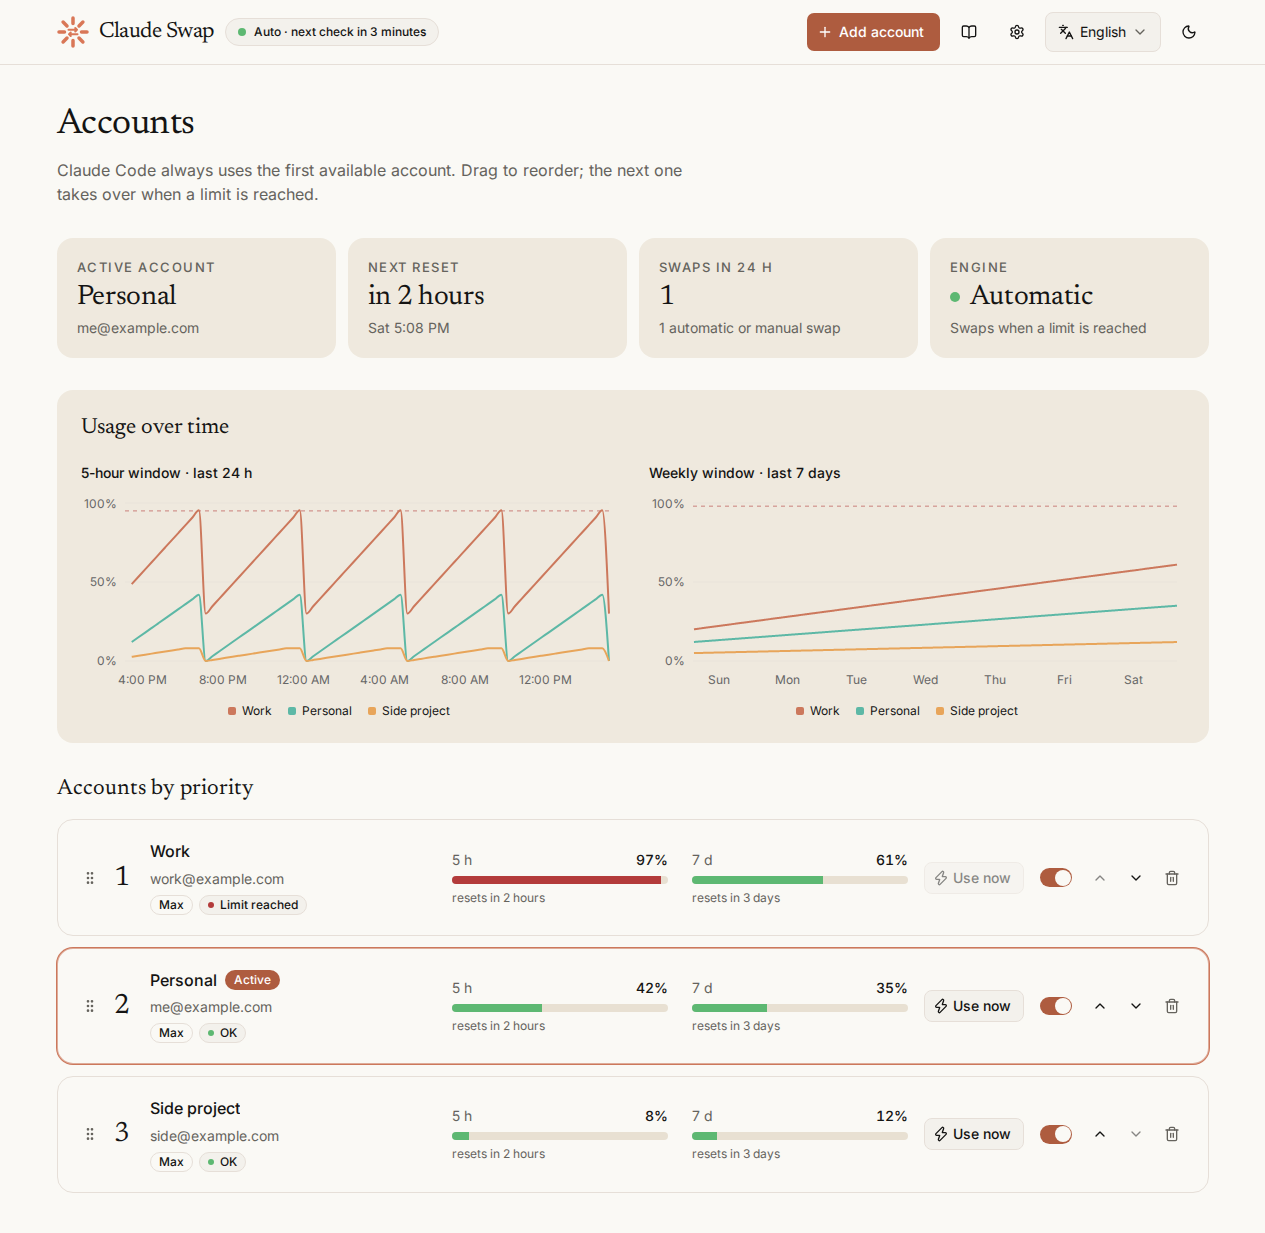 Claude Swap
Auto · next check in 3 minutes
Add account
English
Accounts
Claude Code always uses the first available account. Drag to reorder; the next one
takes over when a limit is reached.
ACTIVE ACCOUNT
Personal
me@example.com
NEXT RESET
in 2 hours
Sat 5:08 PM
SWAPS IN 24 H
1
1 automatic or manual swap
ENGINE
Automatic
Swaps when a limit is reached
Usage over time
5-hour window · last 24 h
100%
50%
0%
4:00 PM 8:00 PM 12:00 AM 4:00 AM 8:00 AM 12:00 PM
Work Personal Side project
Weekly window · last 7 days
100%
50%
0%
Sun Mon Tue Wed Thu Fri Sat
Work Personal Side project
Accounts by priority
1
Work
work@example.com
Max Limit reached
5 h 97%
resets in 2 hours
7 d 61%
resets in 3 days
Use now
2
Personal Active
me@example.com
Max OK
5 h 42%
resets in 2 hours
7 d 35%
resets in 3 days
Use now
3
Side project
side@example.com
Max OK
5 h 8%
resets in 2 hours
7 d 12%
resets in 3 days
Use now